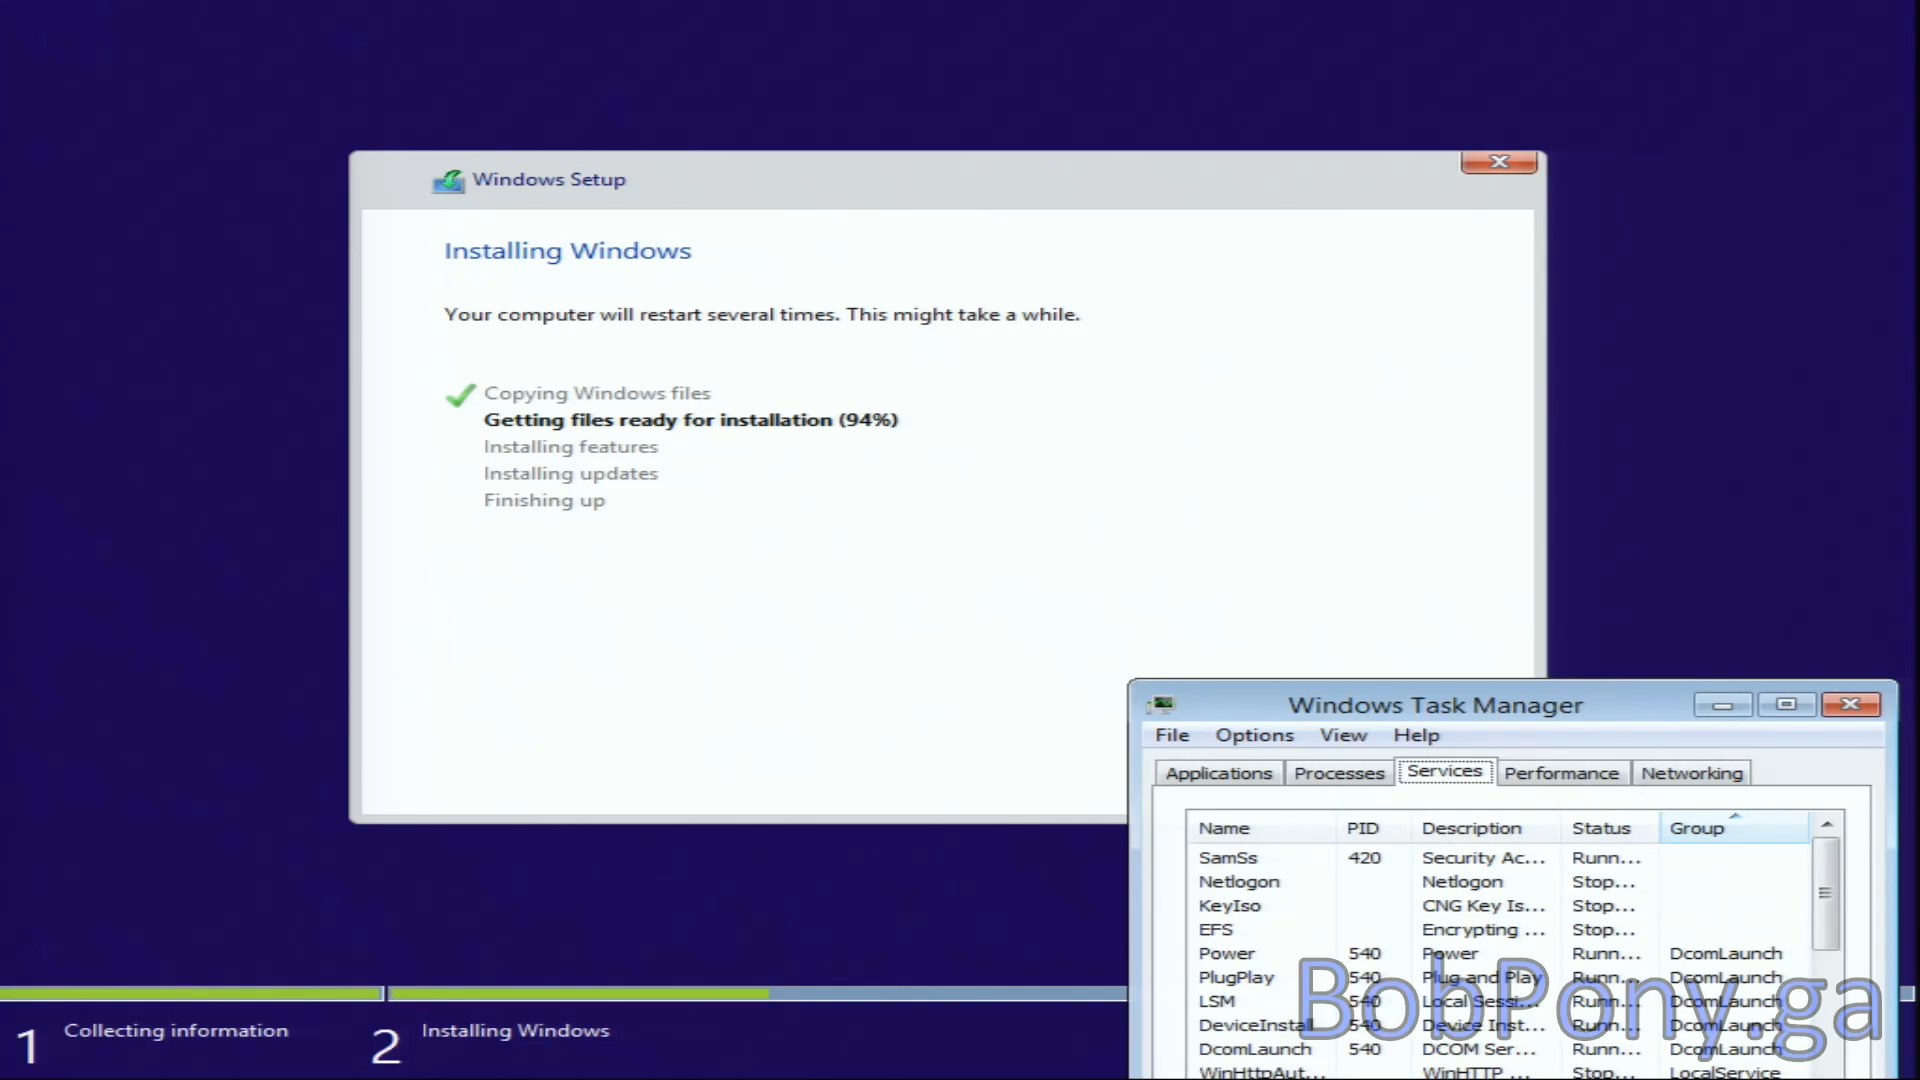 Windows Setup
Installing Windows
Your computer will restart several times. This might take a while.
Copying Windows files
Getting files ready for installation (94%)
Installing features
Installing updates
Finishing up
Windows Task Manager
File Options View Help
Applications Processes Services Performance Networking
Name PID Description Status Group
SamSs 420 Security Ac... Runn...
Netlogon Netlogon Stop...
KeyIso CNG Key Is... Stop...
EFS Encrypting ... Stop...
Power 540 Power Runn... DcomLaunch
PlugPlay 540 Plug and Play Runn... DcomLaunch
LSM 540 Local Sessi... Runn... DcomLaunch
DeviceInstall 540 Device Inst... Runn... DcomLaunch
DcomLaunch 540 DCOM Ser... Runn... DcomLaunch
WinHttpAut... WinHTTP ... Stop... LocalService
BobPony.ga
1 Collecting information
2 Installing Windows